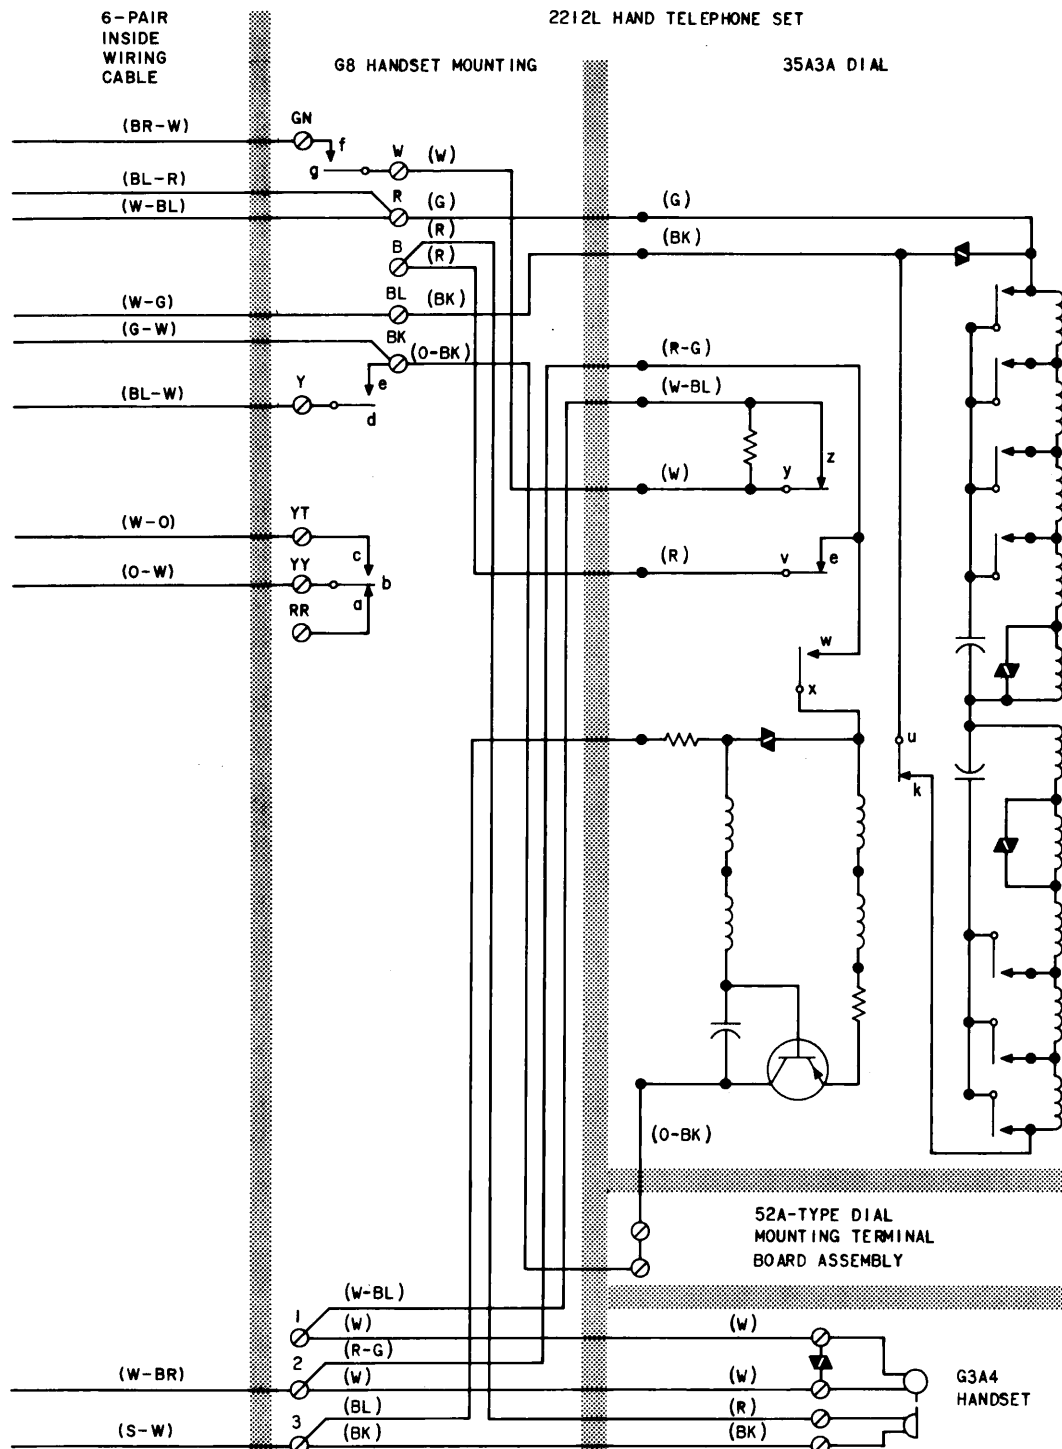 6-PAIR
INSIDE
WIRING
CABLE
2212L HAND TELEPHONE SET
G8 HANDSET MOUNTING
35A3A DIAL
(BR-W)
GN
f
g
W
(W)
(BL-R)
(W-BL)
R
(G)
(G)
(R)
B
(R)
(BK)
(W-G)
BL
(BK)
(G-W)
BK
(O-BK)
(R-G)
(BL-W)
Y
e
d
(W-BL)
z
(W)
y
(W-O)
YT
c
(O-W)
YY
b
a
RR
(R)
v
e
w
x
u
k
(O-BK)
52A-TYPE DIAL
MOUNTING TERMINAL
BOARD ASSEMBLY
(W-BL)
1
(W)
(W)
2
(R-G)
(W-BR)
(W)
(W)
G3A4
HANDSET
(BL)
(R)
3
(S-W)
(BK)
(BK)